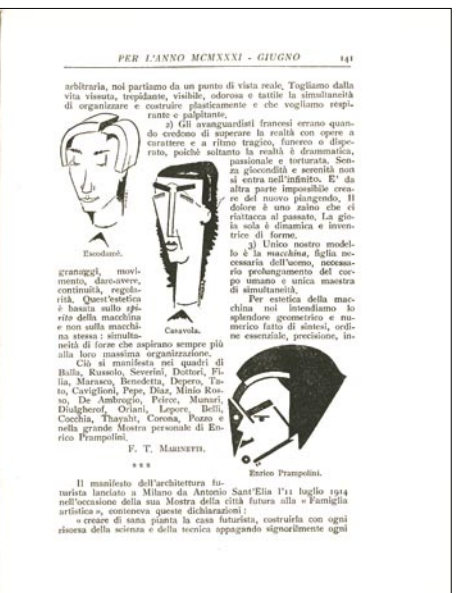 PER L'ANNO MCMXXXI - GIUGNO 141
arbitraria, noi partiamo da un punto di vista reale. Togliamo dalla
vita vissuta, trepidante, visibile, odorosa e tattile la simultaneità
di organizzare e costruire plasticamente e che vogliamo respi-
rante e palpitante.
2) Gli avanguardisti francesi errano quan-
do credono di superare la realtà con opere a
carattere e a ritmo tragico, funereo o dispe-
rato, poichè soltanto la realtà è drammatica,
passionale e torturata. Sen-
za giocondità e serenità non
si entra nell'infinito. E' da
altra parte impossibile crea-
re del nuovo piangendo. Il
dolore è uno zaino che ci
riattacca al passato. La gio-
ia sola è dinamica e inven-
trice di forme.
3) Unico nostro model-
lo è la macchina, figlia ne-
cessaria dell'uomo, necessa-
rio prolungamento del cor-
po umano e unica maestra
di simultaneità.
Per estetica della mac-
china noi intendiamo lo
splendore geometrico e nu-
merico fatto di sintesi, ordi-
ne essenziale, precisione, in-
Escodamè.
Casavola.
granaggi, movi-
mento, dare-avere,
continuità, regola-
rità. Quest'estetica
è basata sullo spi-
rito della macchina
e non sulla macchi-
na stessa : simulta-
neità di forze che aspirano sempre più
alla loro massima organizzazione.
Ciò si manifesta nei quadri di
Balla, Russolo, Severini, Dottori, Fi-
lia, Marasco, Benedetta, Depero, Ta-
to, Caviglioni, Pepe, Diaz, Mino Ros-
so, De Ambrogio, Peirce, Munari,
Diulgherof, Oriani, Lepore, Belli,
Cocchia, Thayaht, Corona, Pozzo e
nella grande Mostra personale di En-
rico Prampolini.
F. T. MARINETTI.
Enrico Prampolini.
***
Il manifesto dell'architettura fu-
turista lanciato a Milano da Antonio Sant'Elia l'11 luglio 1914
nell'occasione della sua Mostra della città futura alla « Famiglia
artistica », conteneva queste dichiarazioni :
« creare di sana pianta la casa futurista, costruirla con ogni
risorsa della scienza e della tecnica appagando signorilmente ogni